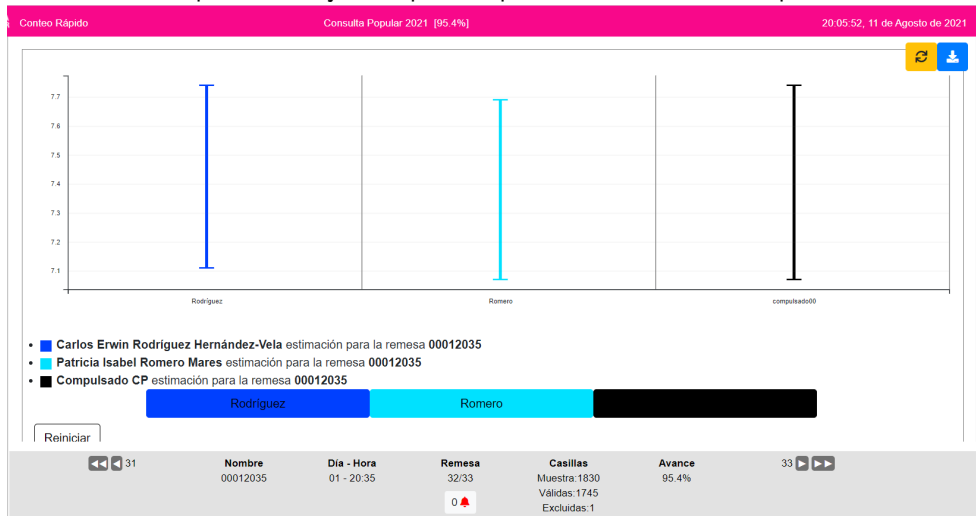 Conteo Rápido Consulta Popular 2021 [95.4%] 20:05:52, 11 de Agosto de 2021
7.7
7.6
7.5
7.4
7.3
7.2
7.1
Rodríguez Romero compulsado00
Carlos Erwin Rodríguez Hernández-Vela estimación para la remesa 00012035
Patricia Isabel Romero Mares estimación para la remesa 00012035
Compulsado CP estimación para la remesa 00012035
Rodríguez Romero
Reiniciar
31 Nombre Día - Hora Remesa Casillas Avance 33
00012035 01 - 20:35 32/33 Muestra:1830 95.4%
Válidas:1745
0 Excluidas:1